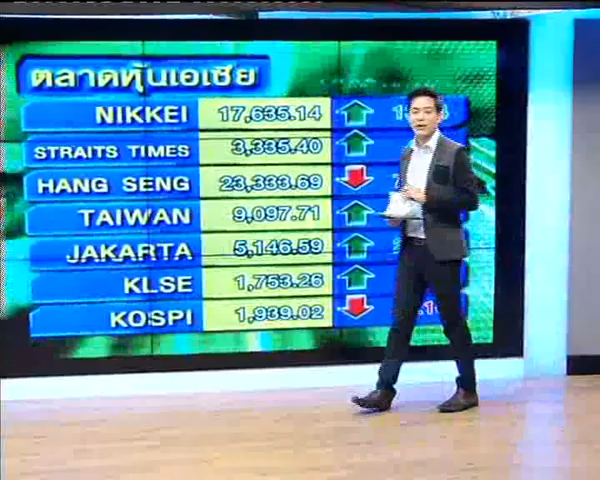 ตลาดหุ้นเอเชีย
NIKKEI 17,635.14
STRAITS TIMES 3,335.40
HANG SENG 23,333.69
TAIWAN 9,097.71
JAKARTA 5,146.59
KLSE 1,753.26
KOSPI 1,939.02